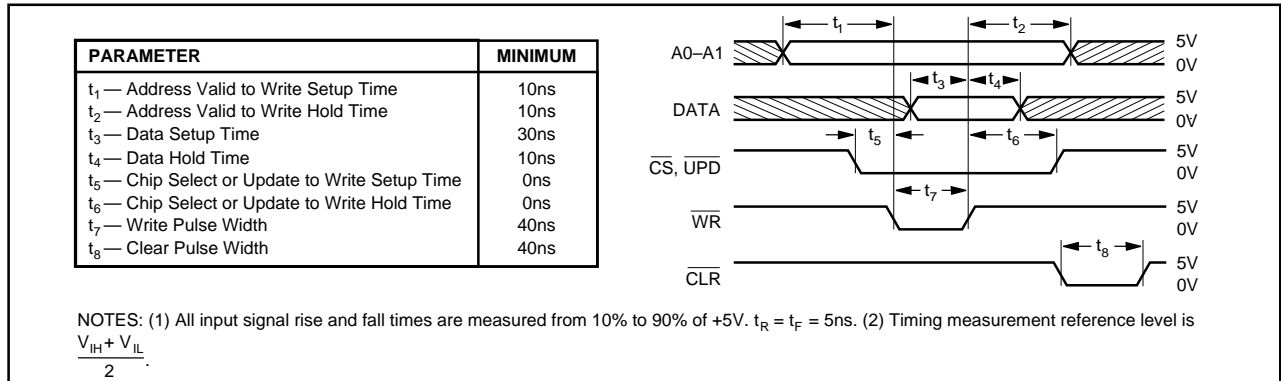 PARAMETER MINIMUM
t1 — Address Valid to Write Setup Time 10ns
t2 — Address Valid to Write Hold Time 10ns
t3 — Data Setup Time 30ns
t4 — Data Hold Time 10ns
t5 — Chip Select or Update to Write Setup Time 0ns
t6 — Chip Select or Update to Write Hold Time 0ns
t7 — Write Pulse Width 40ns
t8 — Clear Pulse Width 40ns
t1 t2
A0–A1 5V
0V
t3 t4
DATA 5V
0V
t5 t6
CS, UPD 5V
0V
t7
WR 5V
0V
t8
CLR 5V
0V
NOTES: (1) All input signal rise and fall times are measured from 10% to 90% of +5V. tR = tF = 5ns. (2) Timing measurement reference level is
VIH + VIL
2 .